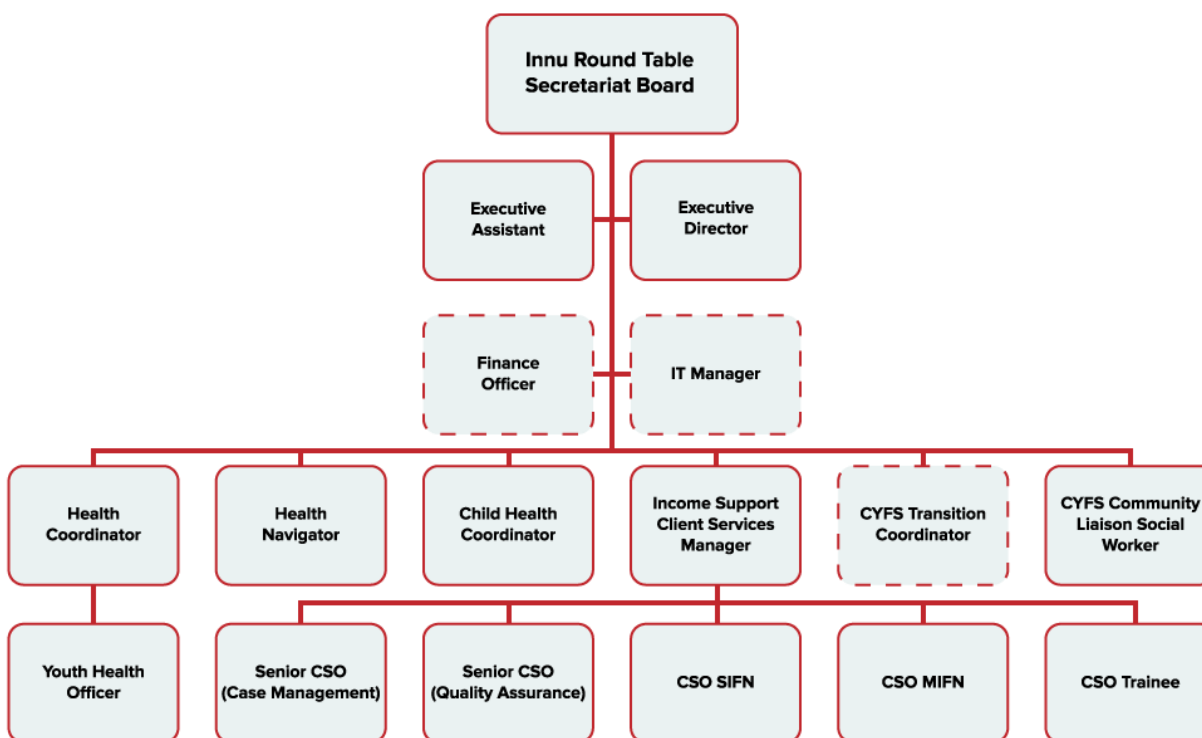 Innu Round Table
Secretariat Board
Executive
Assistant
Executive
Director
Finance
Officer
IT Manager
Health
Coordinator
Health
Navigator
Child Health
Coordinator
Income Support
Client Services
Manager
CYFS Transition
Coordinator
CYFS Community
Liaison Social
Worker
Youth Health
Officer
Senior CSO
(Case Management)
Senior CSO
(Quality Assurance)
CSO SIFN
CSO MIFN
CSO Trainee